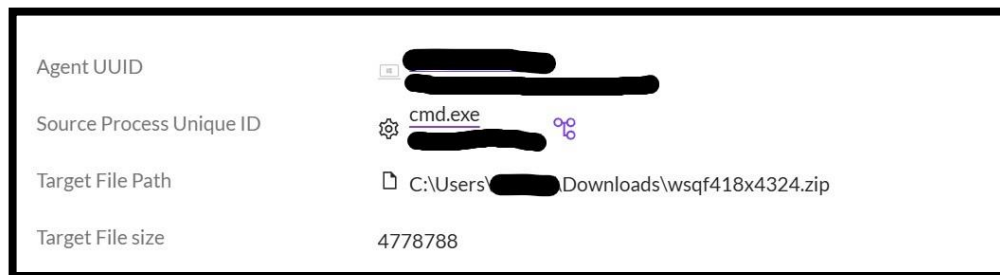 Agent UUID
Source Process Unique ID
cmd.exe
Target File Path
C:\Users\ \Downloads\wsqf418x4324.zip
Target File size
4778788